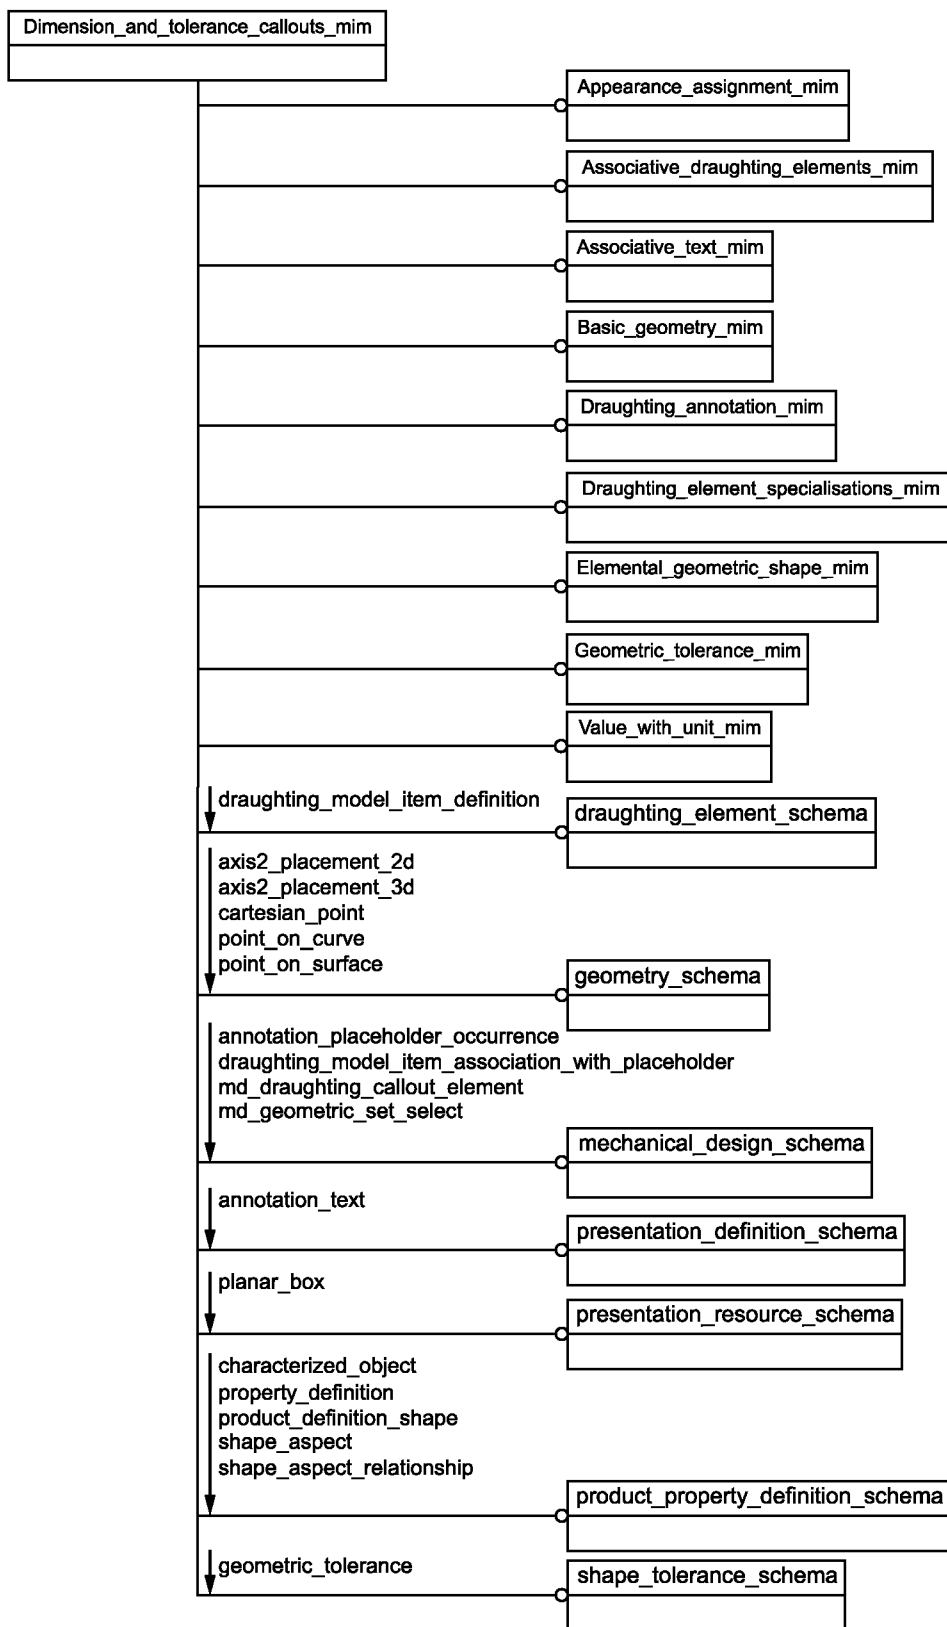 Dimension_and_tolerance_callouts_mim
Appearance_assignment_mim
Associative_draughting_elements_mim
Associative_text_mim
Basic_geometry_mim
Draughting_annotation_mim
Draughting_element_specialisations_mim
Elemental_geometric_shape_mim
Geometric_tolerance_mim
Value_with_unit_mim
draughting_model_item_definition
draughting_element_schema
axis2_placement_2d
axis2_placement_3d
cartesian_point
point_on_curve
point_on_surface
geometry_schema
annotation_placeholder_occurrence
draughting_model_item_association_with_placeholder
md_draughting_callout_element
md_geometric_set_select
mechanical_design_schema
annotation_text
presentation_definition_schema
planar_box
presentation_resource_schema
characterized_object
property_definition
product_definition_shape
shape_aspect
shape_aspect_relationship
product_property_definition_schema
geometric_tolerance
shape_tolerance_schema